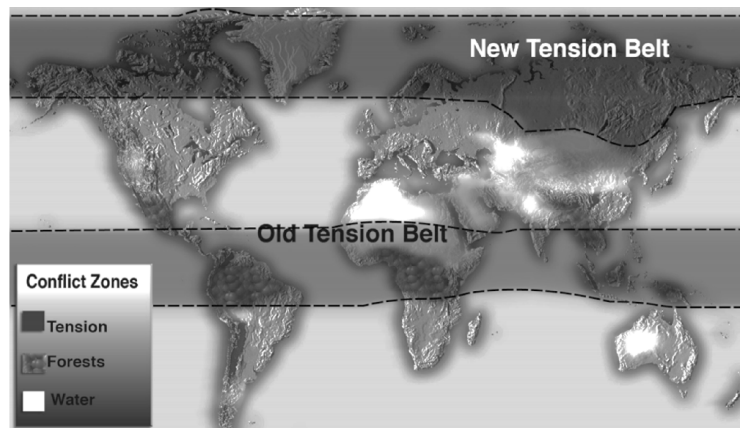 New Tension Belt
Old Tension Belt
Conflict Zones
Tension
Forests
Water